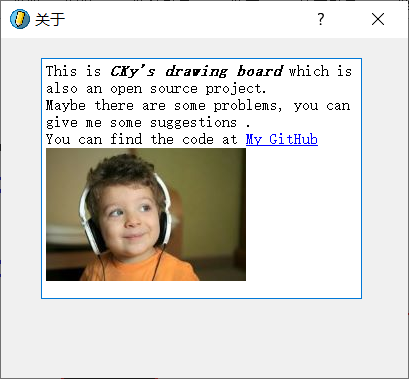 关于
This is CKy's drawing board which is
also an open source project.
Maybe there are some problems, you can
give me some suggestions .
You can find the code at My GitHub